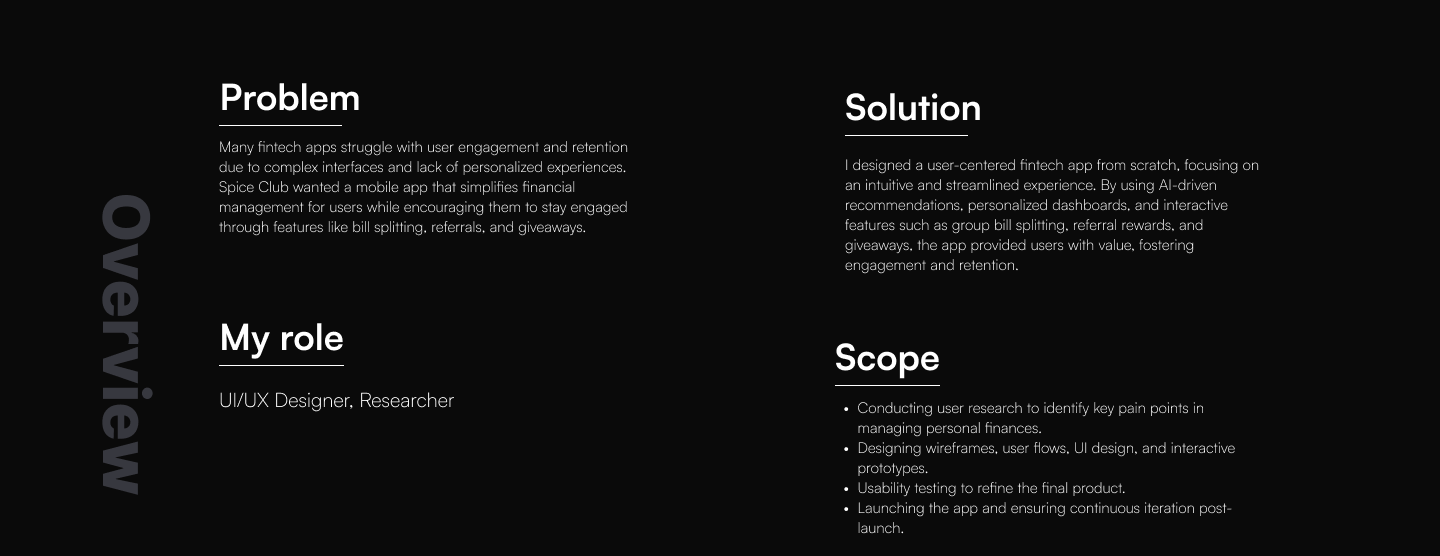 Overview
Problem
Many fintech apps struggle with user engagement and retention
due to complex interfaces and lack of personalized experiences.
Spice Club wanted a mobile app that simplifies financial
management for users while encouraging them to stay engaged
through features like bill splitting, referrals, and giveaways.
My role
UI/UX Designer, Researcher
Solution
I designed a user-centered fintech app from scratch, focusing on
an intuitive and streamlined experience. By using AI-driven
recommendations, personalized dashboards, and interactive
features such as group bill splitting, referral rewards, and
giveaways, the app provided users with value, fostering
engagement and retention.
Scope
• Conducting user research to identify key pain points in
managing personal finances.
• Designing wireframes, user flows, UI design, and interactive
prototypes.
• Usability testing to refine the final product.
• Launching the app and ensuring continuous iteration post-
launch.